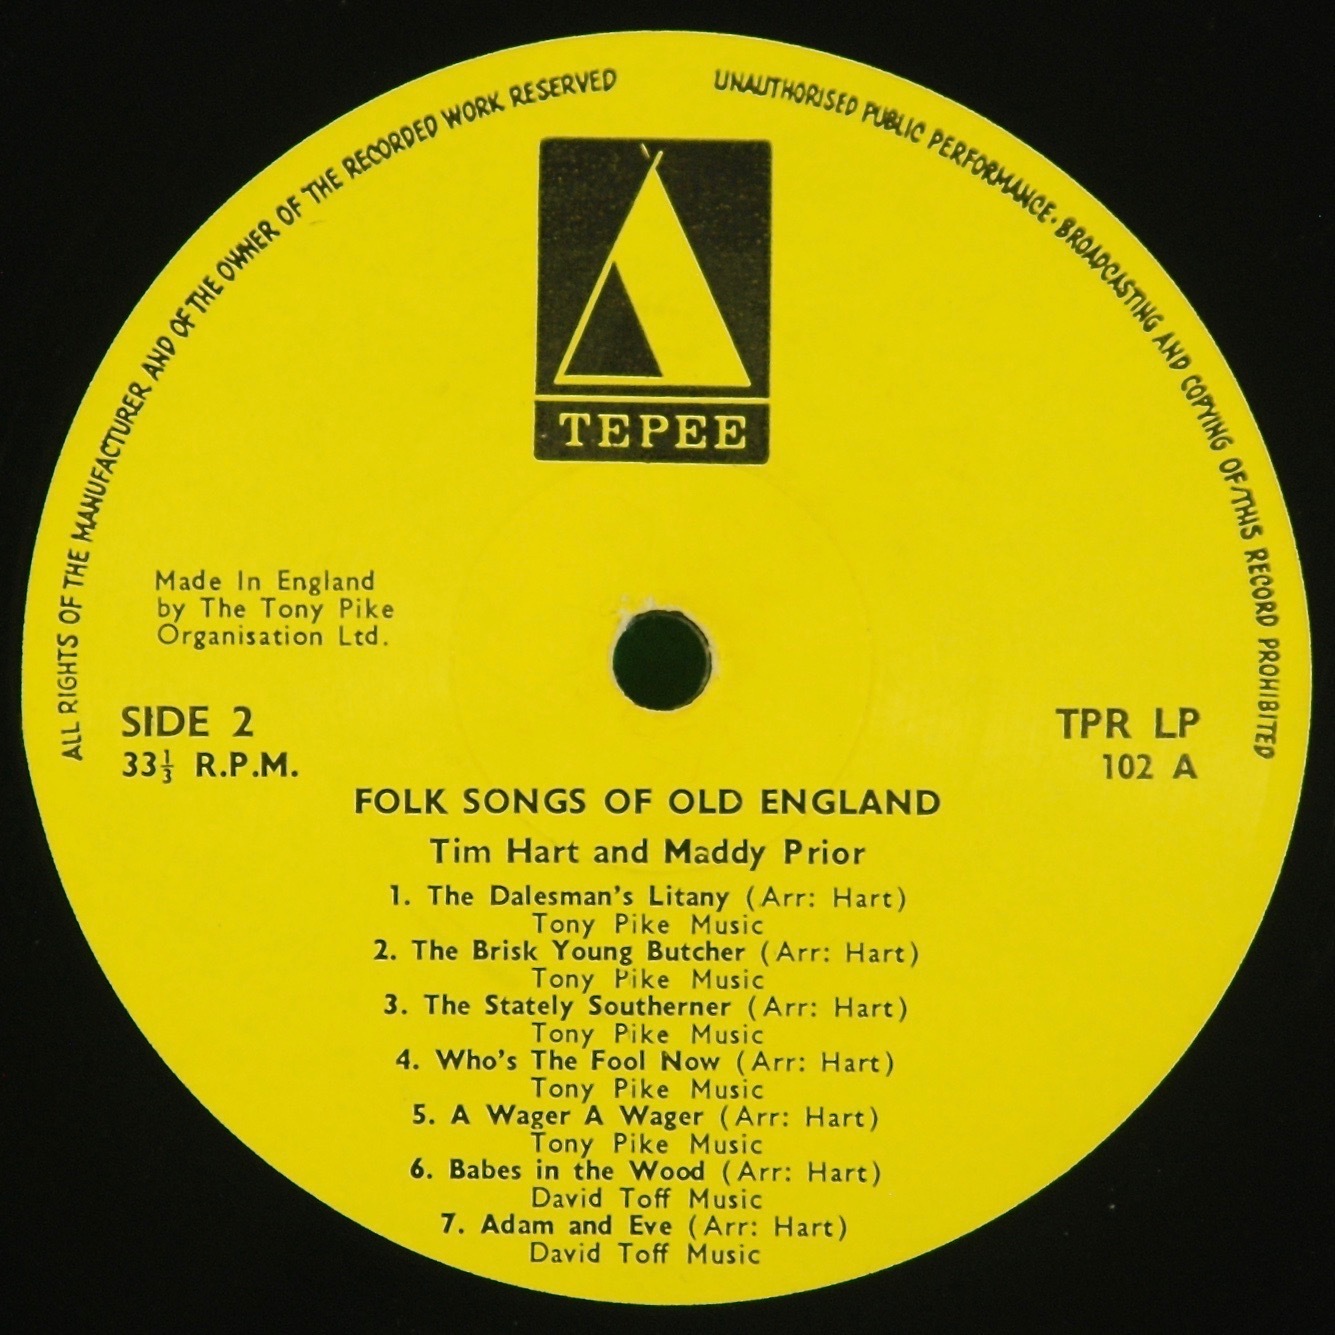 ALL RIGHTS OF THE MANUFACTURER AND OF THE OWNER OF THE RECORDED WORK RESERVED
UNAUTHORISED PUBLIC PERFORMANCE · BROADCASTING AND COPYING OF/THIS RECORD PROHIBITED
TEPEE
Made In England
by The Tony Pike
Organisation Ltd.
SIDE 2
33⅓ R.P.M.
TPR LP
102 A
FOLK SONGS OF OLD ENGLAND
Tim Hart and Maddy Prior
1. The Dalesman's Litany (Arr: Hart)
Tony Pike Music
2. The Brisk Young Butcher (Arr: Hart)
Tony Pike Music
3. The Stately Southerner (Arr: Hart)
Tony Pike Music
4. Who's The Fool Now (Arr: Hart)
Tony Pike Music
5. A Wager A Wager (Arr: Hart)
Tony Pike Music
6. Babes in the Wood (Arr: Hart)
David Toff Music
7. Adam and Eve (Arr: Hart)
David Toff Music